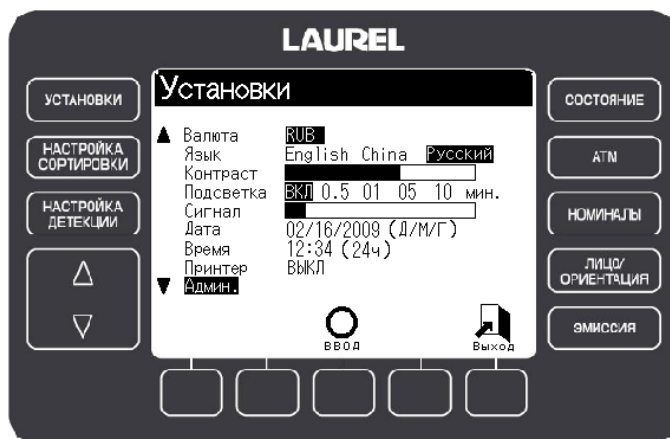 LAUREL
УСТАНОВКИ
НАСТРОЙКА
СОРТИРОВКИ
НАСТРОЙКА
ДЕТЕКЦИИ
Установки
Валюта RUB
Язык English China Русский
Контраст
Подсветка ВКЛ 0.5 01 05 10 мин.
Сигнал
Дата 02/16/2009 (Д/М/Г)
Время 12:34 (24ч)
Принтер ВЫКЛ
Админ.
ВВОД
Выход
СОСТОЯНИЕ
ATM
НОМИНАЛЫ
ЛИЦО/
ОРИЕНТАЦИЯ
ЭМИССИЯ